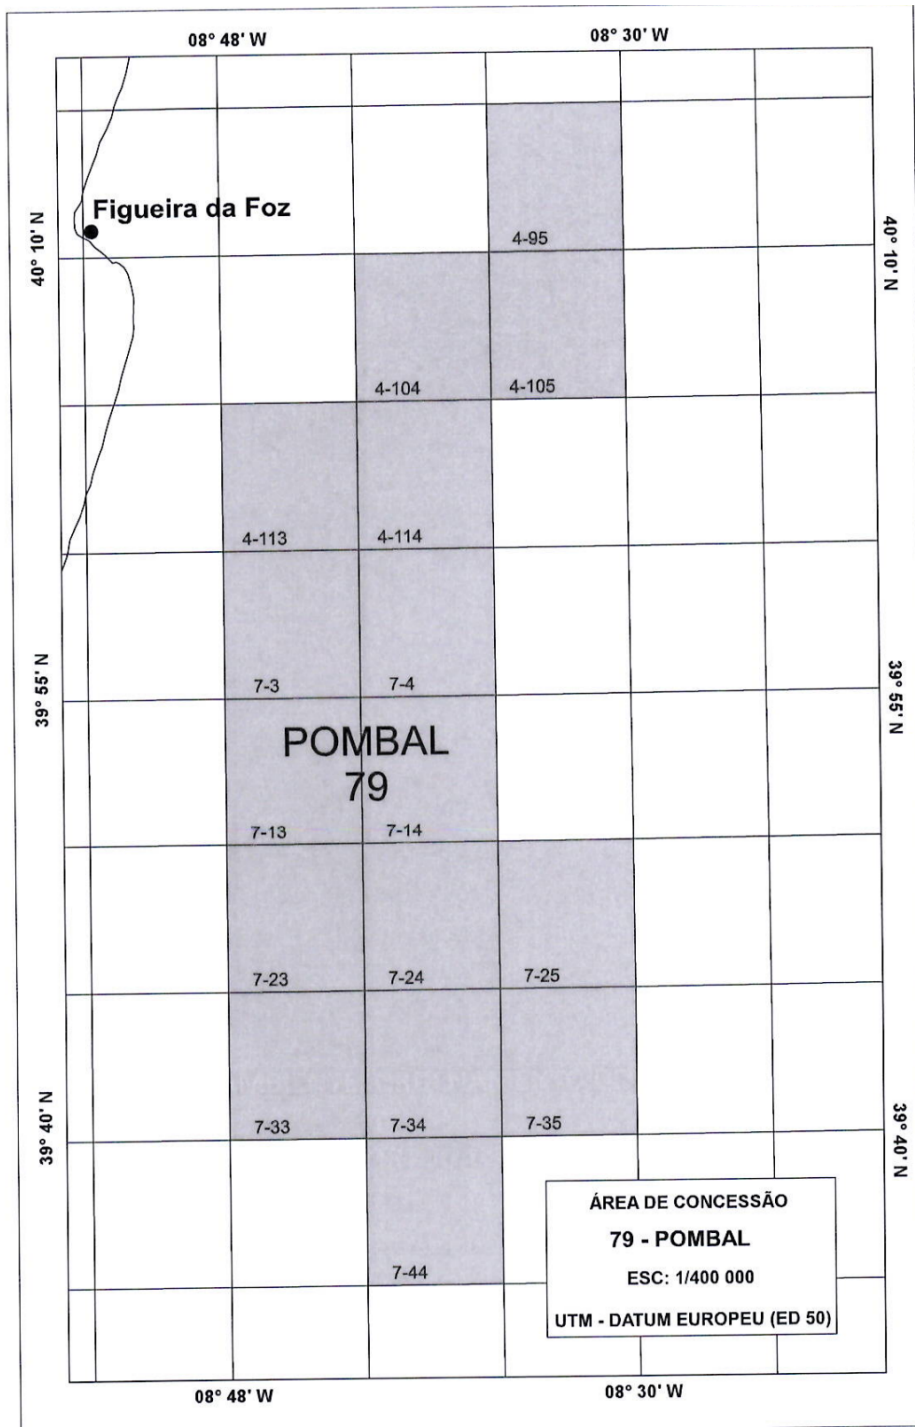 08° 48' W
08° 30' W
Figueira da Foz
40° 10' N
40° 10' N
4-95
4-104
4-105
4-113
4-114
39° 55' N
39° 55' N
7-3
7-4
POMBAL
79
7-13
7-14
7-23
7-24
7-25
39° 40' N
39° 40' N
7-33
7-34
7-35
7-44
ÁREA DE CONCESSÃO
79 - POMBAL
ESC: 1/400 000
UTM - DATUM EUROPEU (ED 50)
08° 48' W
08° 30' W